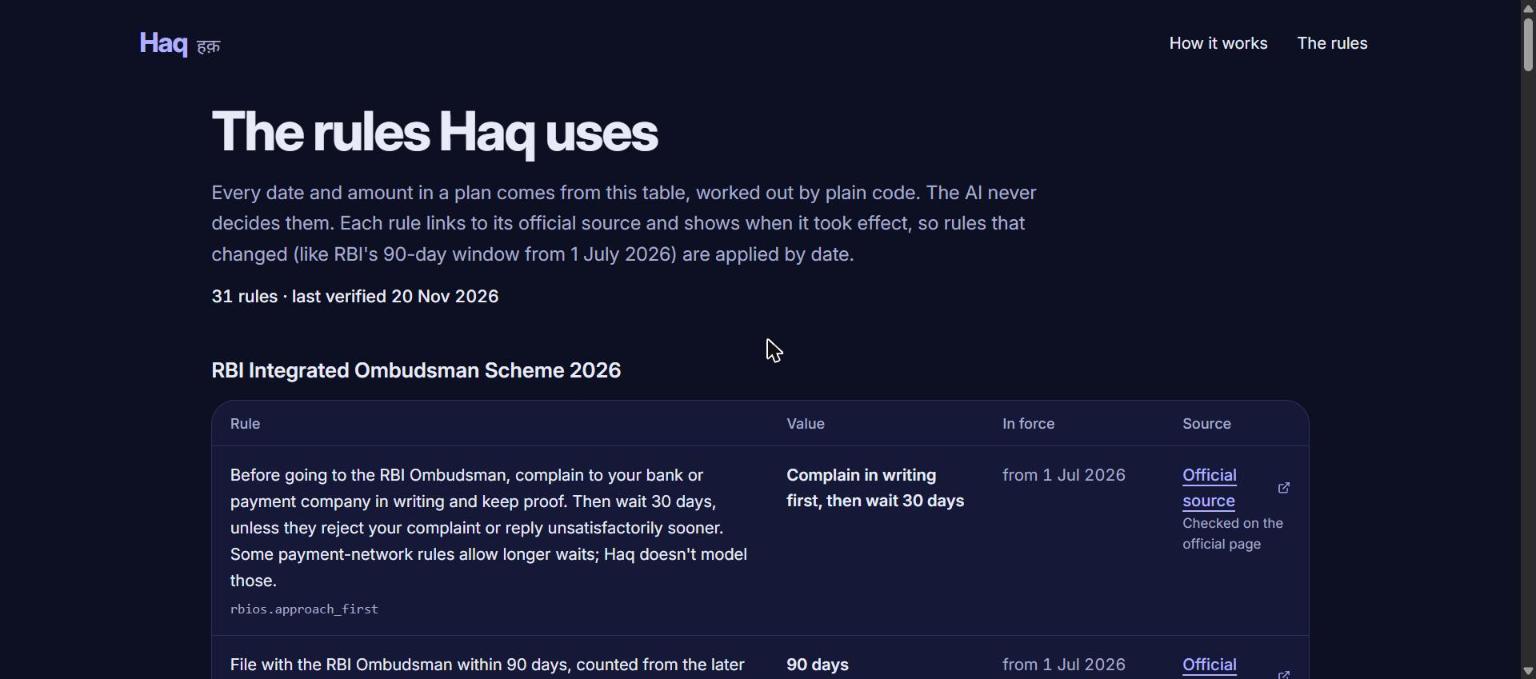 Haq हक़
How it works
The rules
The rules Haq uses
Every date and amount in a plan comes from this table, worked out by plain code. The AI never
decides them. Each rule links to its official source and shows when it took effect, so rules that
changed (like RBI's 90-day window from 1 July 2026) are applied by date.
31 rules · last verified 20 Nov 2026
RBI Integrated Ombudsman Scheme 2026
Rule
Value
In force
Source
Before going to the RBI Ombudsman, complain to your bank or
payment company in writing and keep proof. Then wait 30 days,
unless they reject your complaint or reply unsatisfactorily sooner.
Some payment-network rules allow longer waits; Haq doesn't model
those.
rbios.approach_first
Complain in writing
first, then wait 30 days
from 1 Jul 2026
Official
source
Checked on the
official page
File with the RBI Ombudsman within 90 days, counted from the later
90 days
from 1 Jul 2026
Official